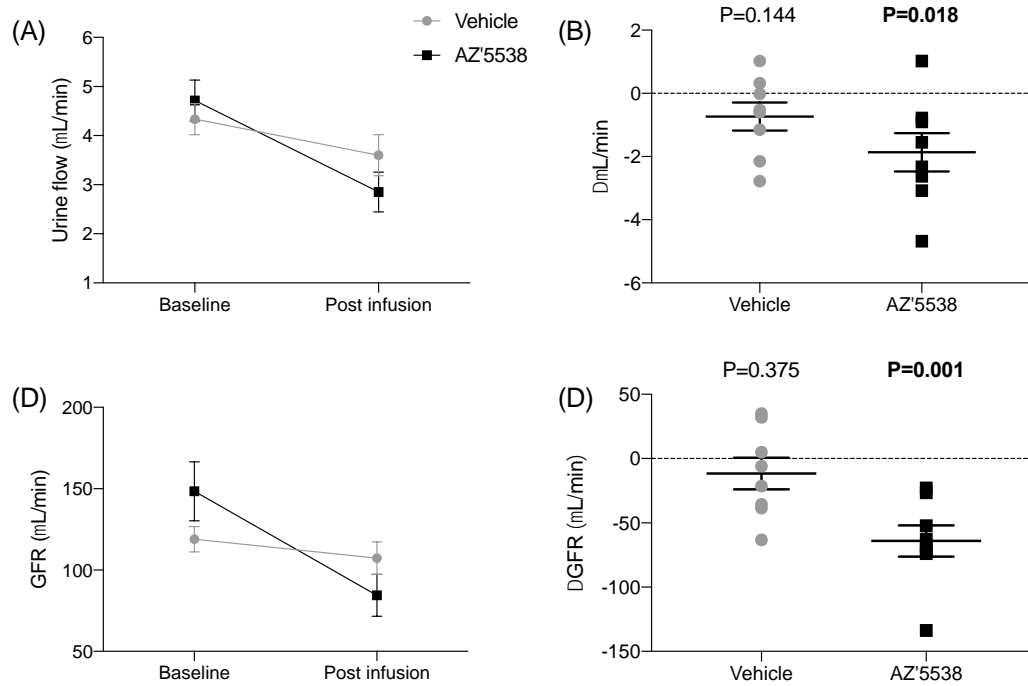 (A)
Vehicle
AZ'5538
Urine flow (mL/min)
6
5
4
3
2
1
Baseline
Post infusion
(B)
P=0.144
P=0.018
DmL/min
2
0
-2
-4
-6
Vehicle
AZ'5538
(D)
GFR (mL/min)
200
150
100
50
Baseline
Post infusion
(D)
P=0.375
P=0.001
DGFR (mL/min)
50
0
-50
-100
-150
Vehicle
AZ'5538